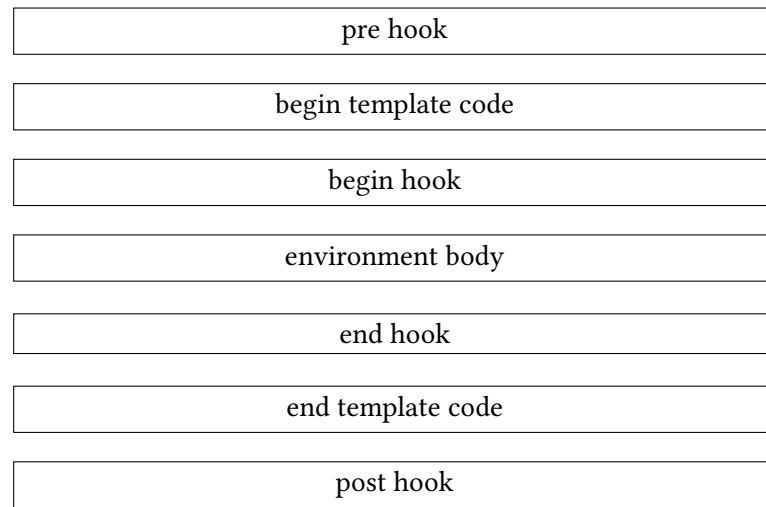 pre hook
begin template code
begin hook
environment body
end hook
end template code
post hook